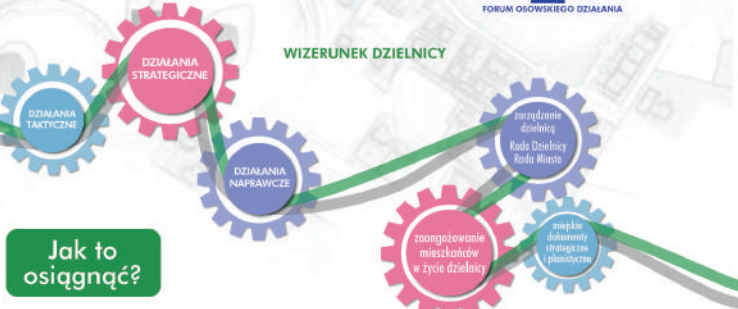 FORUM OSOWSKIEGO DZIAŁANIA
WIZERUNEK DZIELNICY
DZIAŁANIA
STRATEGICZNE
DZIAŁANIA
TAKTYCZNE
DZIAŁANIA
NAPRAWCZE
zarządzanie
dzielnicą
Rada Dzielnicy
Rada Miasta
zaangażowanie
mieszkańców
w życie dzielnicy
miejskie
dokumenty
strategiczne
i planistyczne
Jak to
osiągnąć?